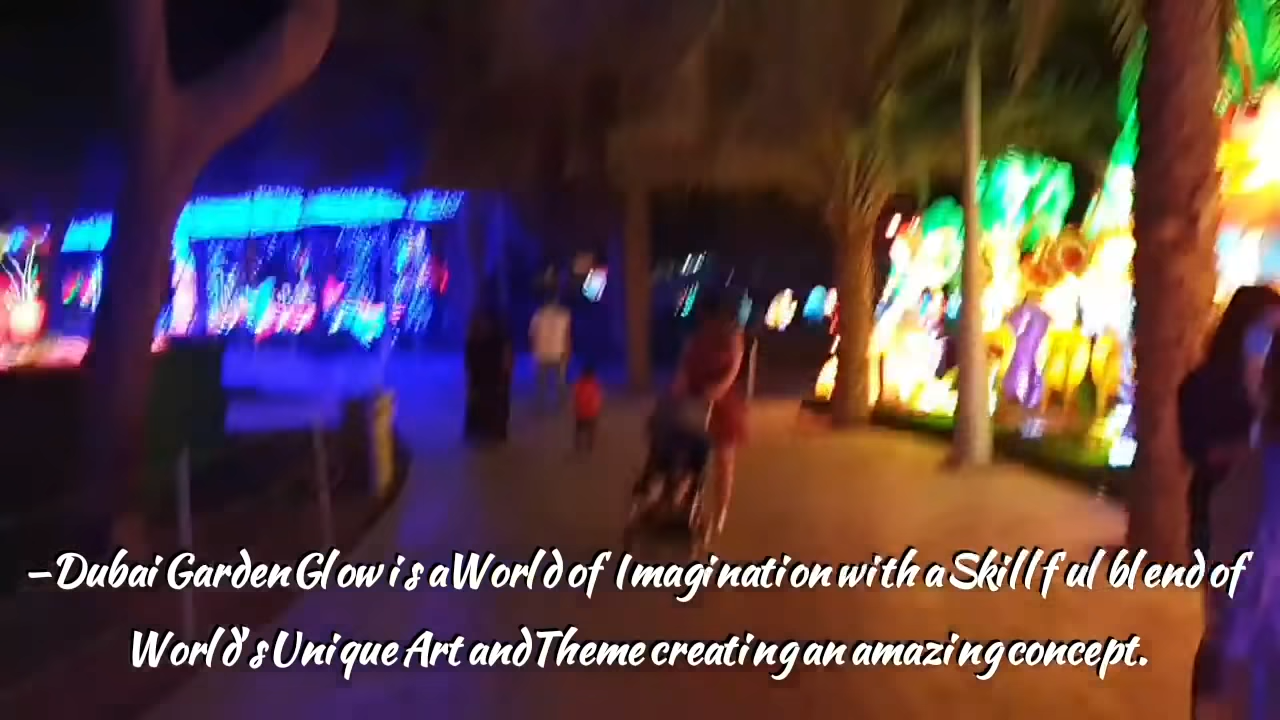 –Dubai Garden Glow is a World of Imagination with a Skillful blend of
World's Unique Art and Theme creating an amazing concept.